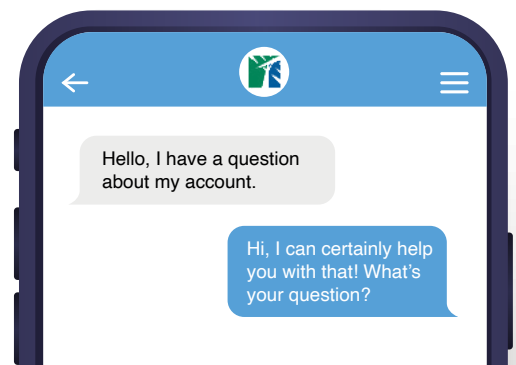 Hello, I have a question
about my account.
Hi, I can certainly help
you with that! What’s
your question?